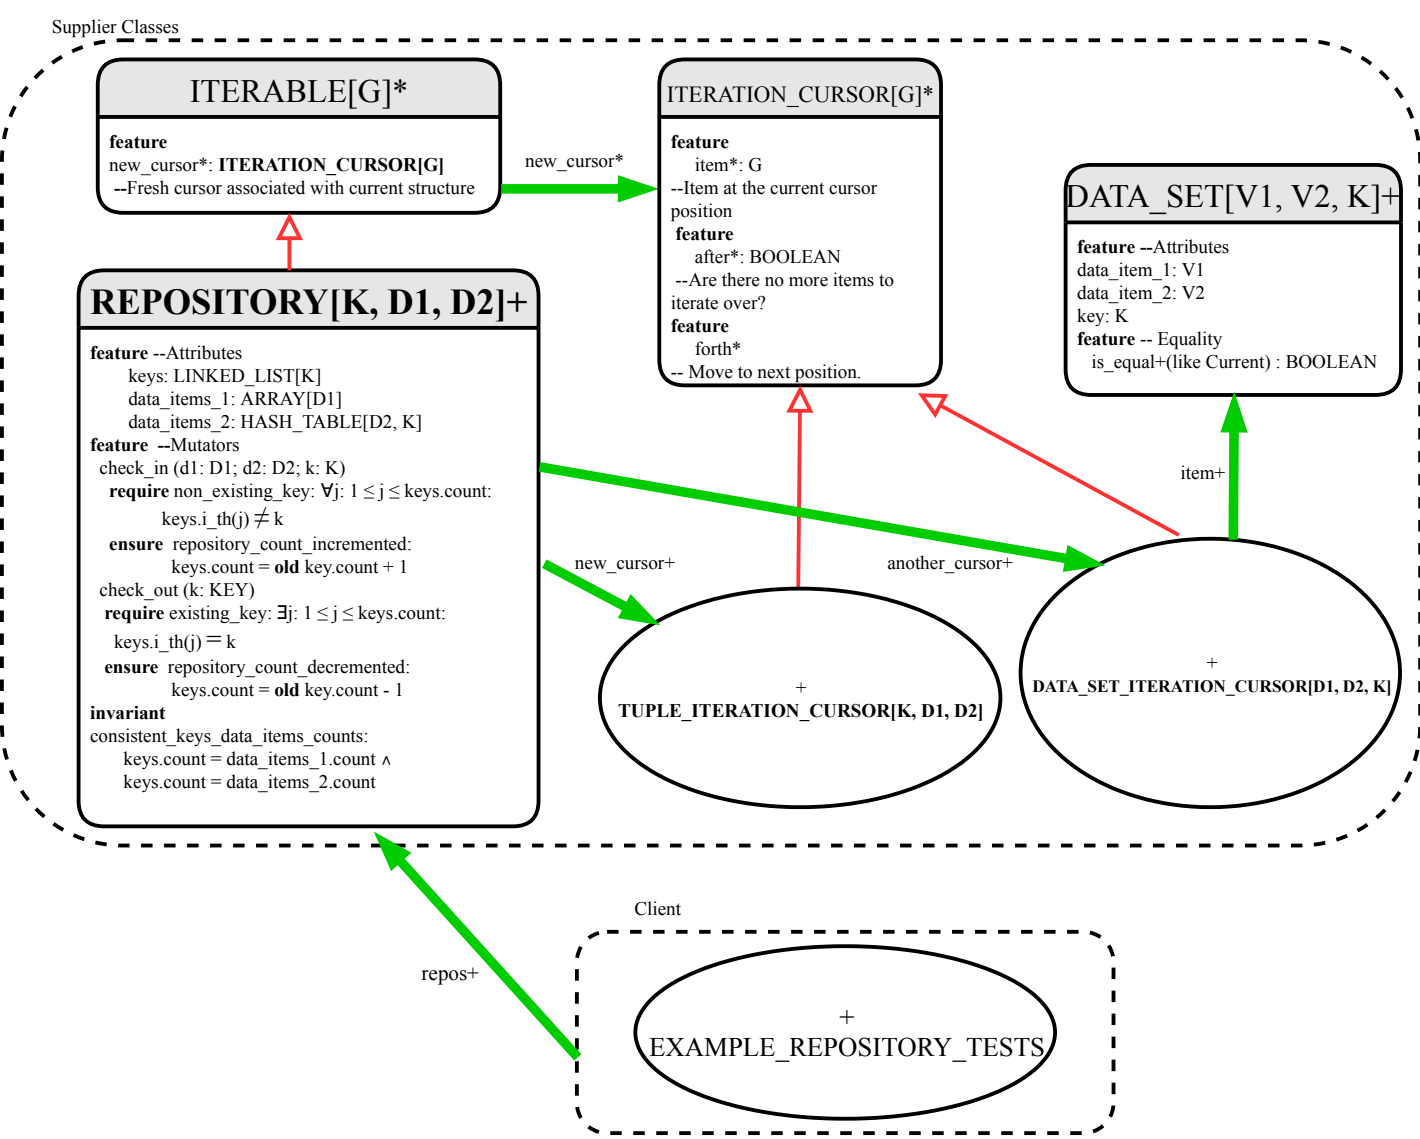 Supplier Classes
ITERABLE[G]*
feature
new_cursor*: ITERATION_CURSOR[G]
--Fresh cursor associated with current structure
new_cursor*
ITERATION_CURSOR[G]*
feature
item*: G
--Item at the current cursor
position
feature
after*: BOOLEAN
--Are there no more items to
iterate over?
feature
forth*
-- Move to next position.
DATA_SET[V1, V2, K]+
feature --Attributes
data_item_1: V1
data_item_2: V2
key: K
feature -- Equality
is_equal+(like Current) : BOOLEAN
REPOSITORY[K, D1, D2]+
feature --Attributes
keys: LINKED_LIST[K]
data_items_1: ARRAY[D1]
data_items_2: HASH_TABLE[D2, K]
feature --Mutators
check_in (d1: D1; d2: D2; k: K)
require non_existing_key: ∀j: 1 ≤ j ≤ keys.count:
keys.i_th(j) ≠ k
ensure repository_count_incremented:
keys.count = old key.count + 1
check_out (k: KEY)
require existing_key: ∃j: 1 ≤ j ≤ keys.count:
keys.i_th(j) = k
ensure repository_count_decremented:
keys.count = old key.count - 1
invariant
consistent_keys_data_items_counts:
keys.count = data_items_1.count ∧
keys.count = data_items_2.count
new_cursor+
another_cursor+
item+
+
TUPLE_ITERATION_CURSOR[K, D1, D2]
+
DATA_SET_ITERATION_CURSOR[D1, D2, K]
repos+
Client
+
EXAMPLE_REPOSITORY_TESTS